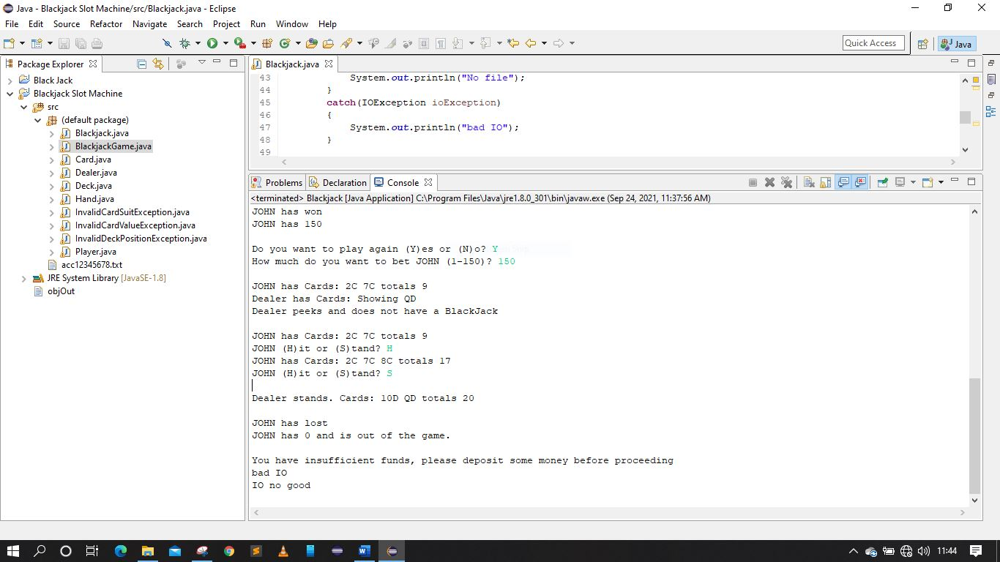 Java - Blackjack Slot Machine/src/Blackjack.java - Eclipse
File Edit Source Refactor Navigate Search Project Run Window Help
Quick Access
Java
Package Explorer
Black Jack
Blackjack Slot Machine
src
(default package)
Blackjack.java
BlackjackGame.java
Card.java
Dealer.java
Deck.java
Hand.java
InvalidCardSuitException.java
InvalidCardValueException.java
InvalidDeckPositionException.java
Player.java
acc12345678.txt
JRE System Library [JavaSE-1.8]
objOut
Blackjack.java
43 System.out.println("No file");
44 }
45 catch(IOException ioException)
46 {
47 System.out.println("bad IO");
48 }
49
Problems Declaration Console
<terminated> Blackjack [Java Application] C:\Program Files\Java\jre1.8.0_301\bin\javaw.exe (Sep 24, 2021, 11:37:56 AM)
JOHN has won
JOHN has 150
Do you want to play again (Y)es or (N)o? Y
How much do you want to bet JOHN (1-150)? 150
JOHN has Cards: 2C 7C totals 9
Dealer has Cards: Showing QD
Dealer peeks and does not have a BlackJack
JOHN has Cards: 2C 7C totals 9
JOHN (H)it or (S)tand? H
JOHN has Cards: 2C 7C 8C totals 17
JOHN (H)it or (S)tand? S
Dealer stands. Cards: 10D QD totals 20
JOHN has lost
JOHN has 0 and is out of the game.
You have insufficient funds, please deposit some money before proceeding
bad IO
IO no good
11:44